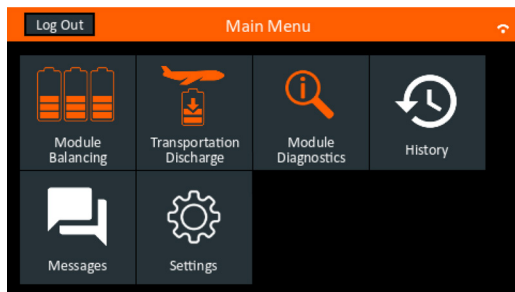 Log Out
Main Menu
Module
Balancing
Transportation
Discharge
Module
Diagnostics
History
Messages
Settings